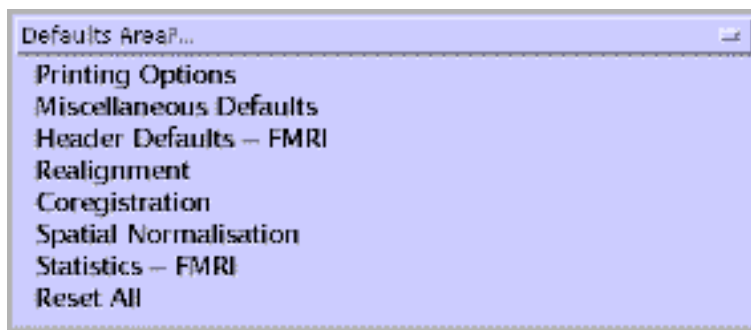 Defaults Area?...
Printing Options
Miscellaneous Defaults
Header Defaults – FMRI
Realignment
Coregistration
Spatial Normalisation
Statistics – FMRI
Reset All